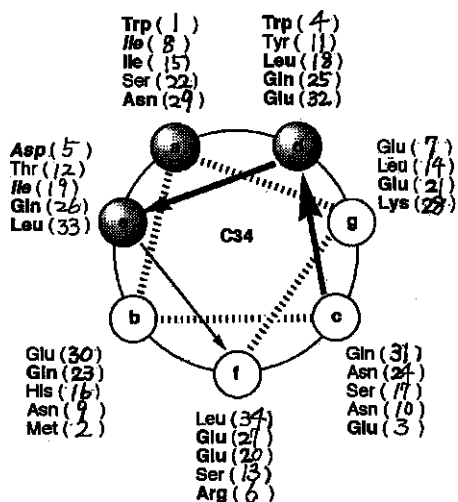 Trp (1)
Ile (8)
Ile (15)
Ser (22)
Asn (29)
Trp (4)
Tyr (11)
Leu (18)
Gln (25)
Glu (32)
Asp (5)
Thr (12)
Ile (19)
Gln (26)
Leu (33)
Glu (7)
Leu (14)
Glu (21)
Lys (28)
a
d
e
g
C34
b
c
f
Glu (30)
Gln (23)
His (16)
Asn (9)
Met (2)
Gln (31)
Asn (24)
Ser (17)
Asn (10)
Glu (3)
Leu (34)
Glu (27)
Glu (20)
Ser (13)
Arg (6)